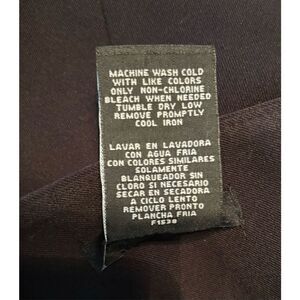 MACHINE WASH COLD
WITH LIKE COLORS
ONLY NON-CHLORINE
BLEACH WHEN NEEDED
TUMBLE DRY LOW
REMOVE PROMPTLY
COOL IRON
LAVAR EN LAVADORA
CON AGUA FRIA
CON COLORES SIMILARES
SOLAMENTE
BLANQUEADOR SIN
CLORO SI NECESARIO
SECAR EN SECADORA
A CICLO LENTO
REMOVER PRONTO
PLANCHA FRIA
F1538